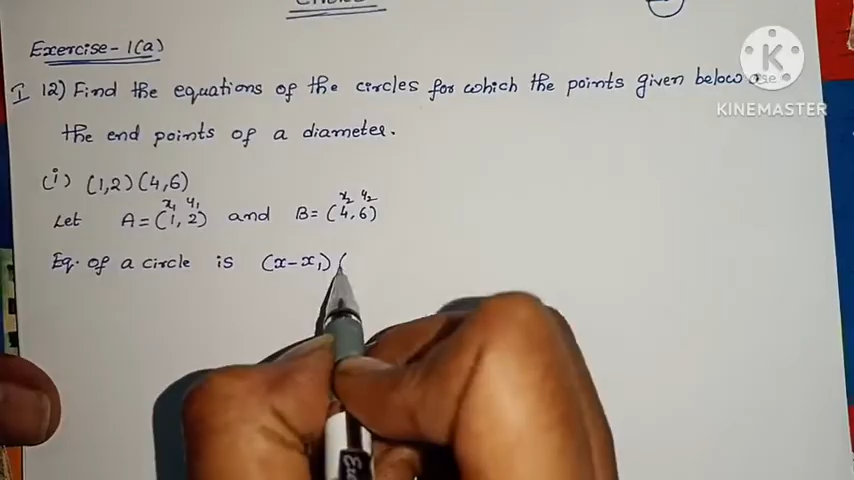 Exercise-1(a)
I 12) Find the equations of the circles for which the points given below are
the end points of a diameter.
(i) (1,2) (4,6)
x₁ y₁ x₂ y₂
Let A = (1, 2) and B = (4, 6)
Eq. of a circle is (x-x₁) (
KINEMASTER